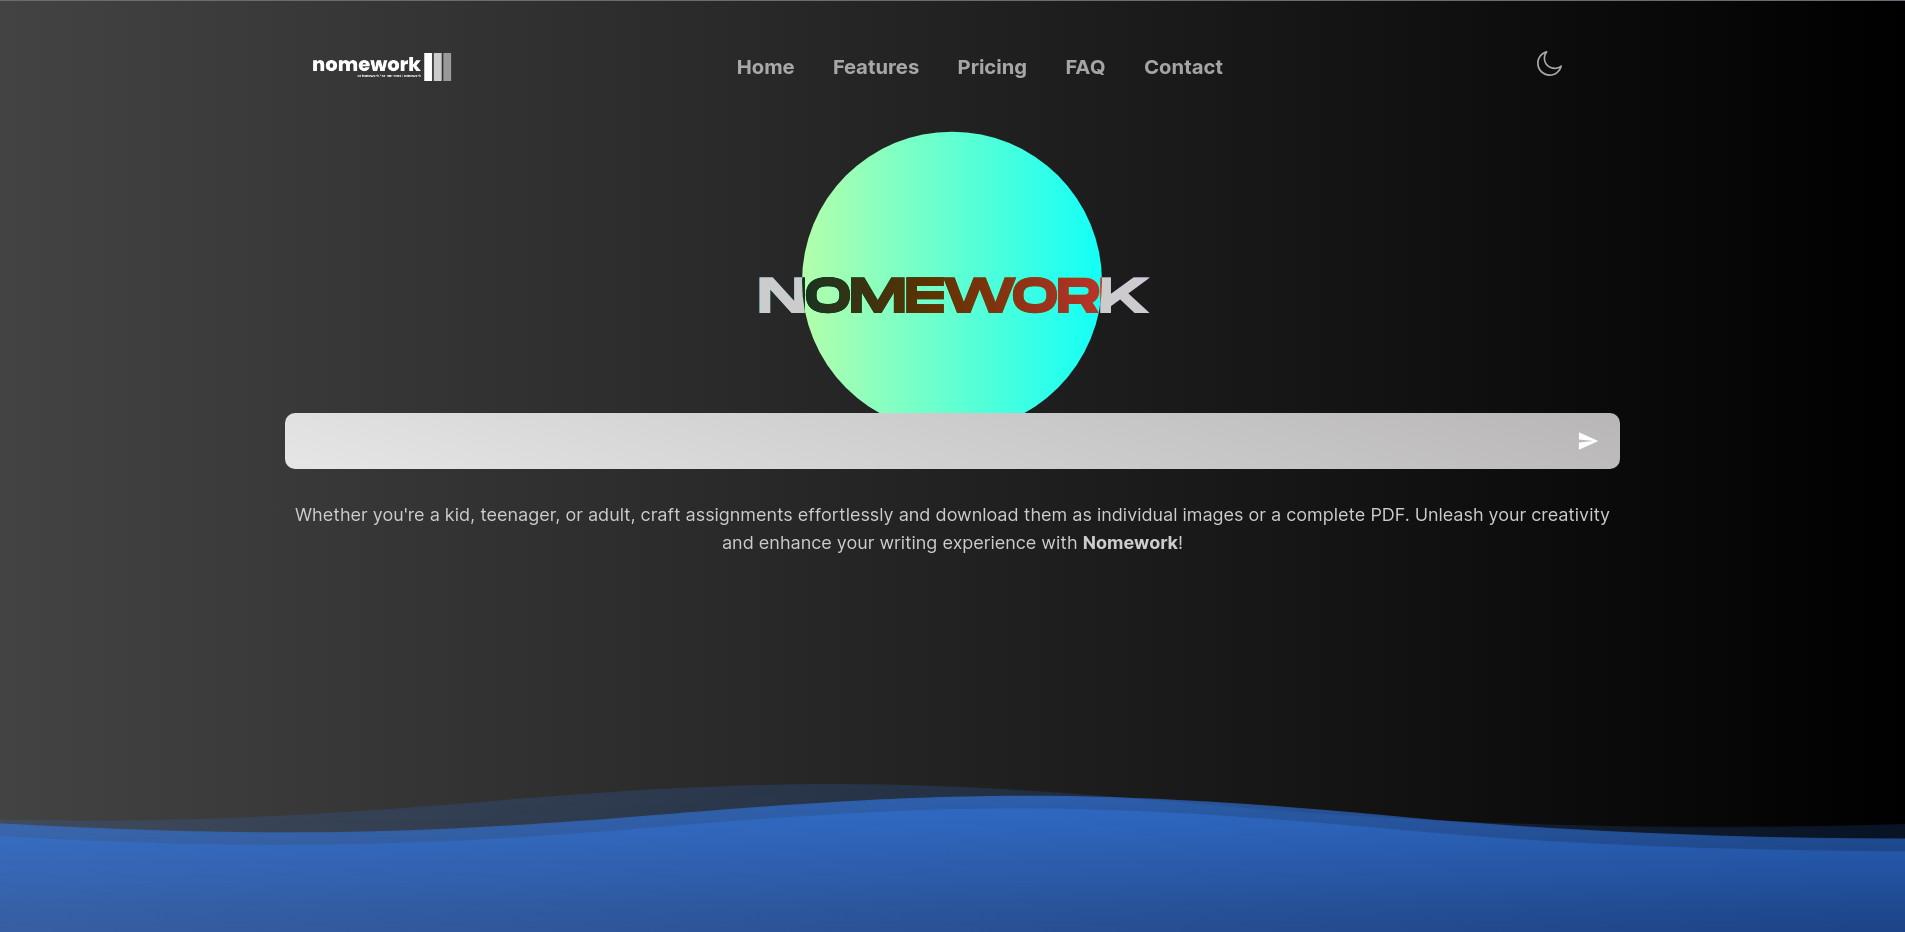 nomework
Home Features Pricing FAQ Contact
NOMEWORK
Whether you're a kid, teenager, or adult, craft assignments effortlessly and download them as individual images or a complete PDF. Unleash your creativity
and enhance your writing experience with Nomework!